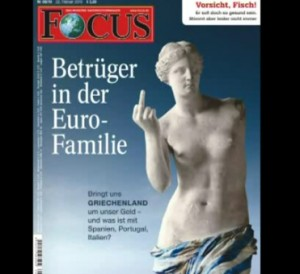 Vorsicht, Fisch!
FOCUS
Betrüger
in der
Euro-
Familie
Bringt uns
GRIECHENLAND
um unser Geld –
und was ist mit
Spanien, Portugal,
Italien?